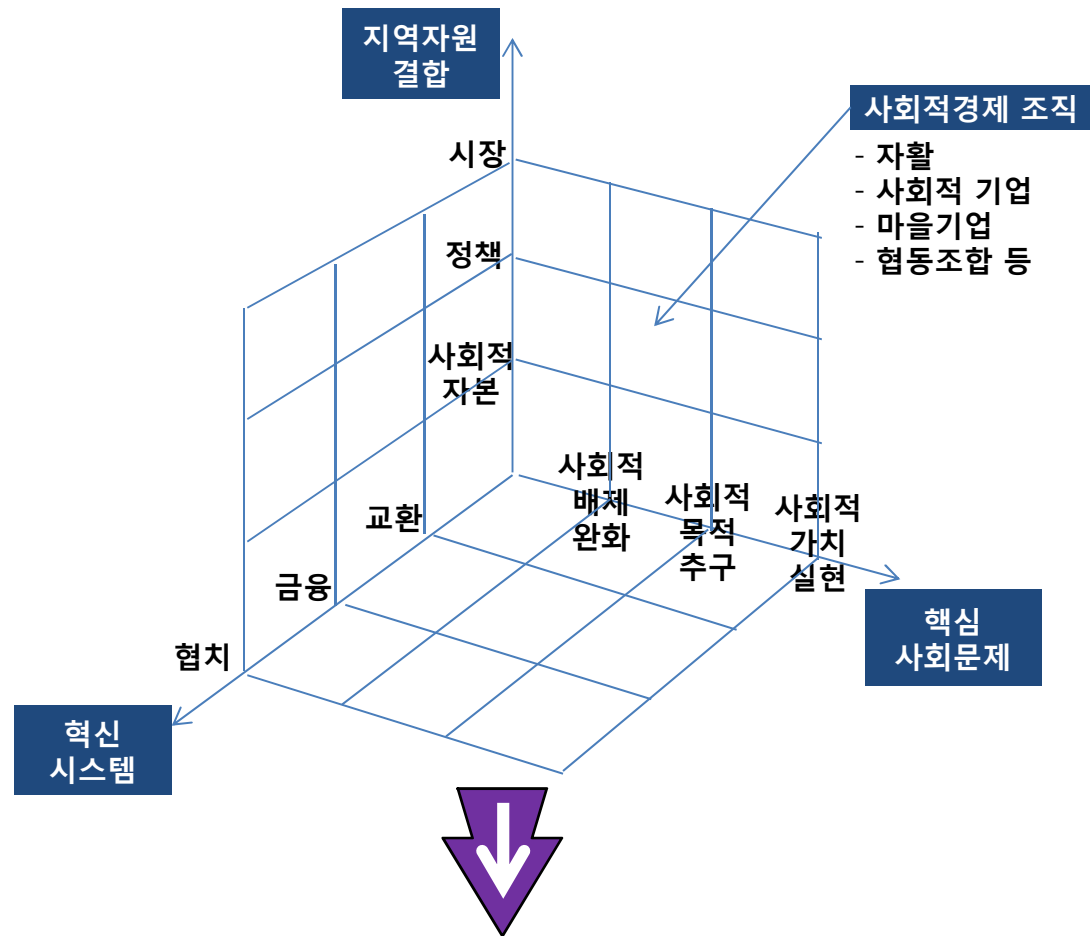 지역자원
결합
사회적경제 조직
- 자활
- 사회적 기업
- 마을기업
- 협동조합 등
시장
정책
사회적
자본
사회적
배제
완화
사회적
목적
추구
사회적
가치
실현
교환
금융
협치
핵심
사회문제
혁신
시스템